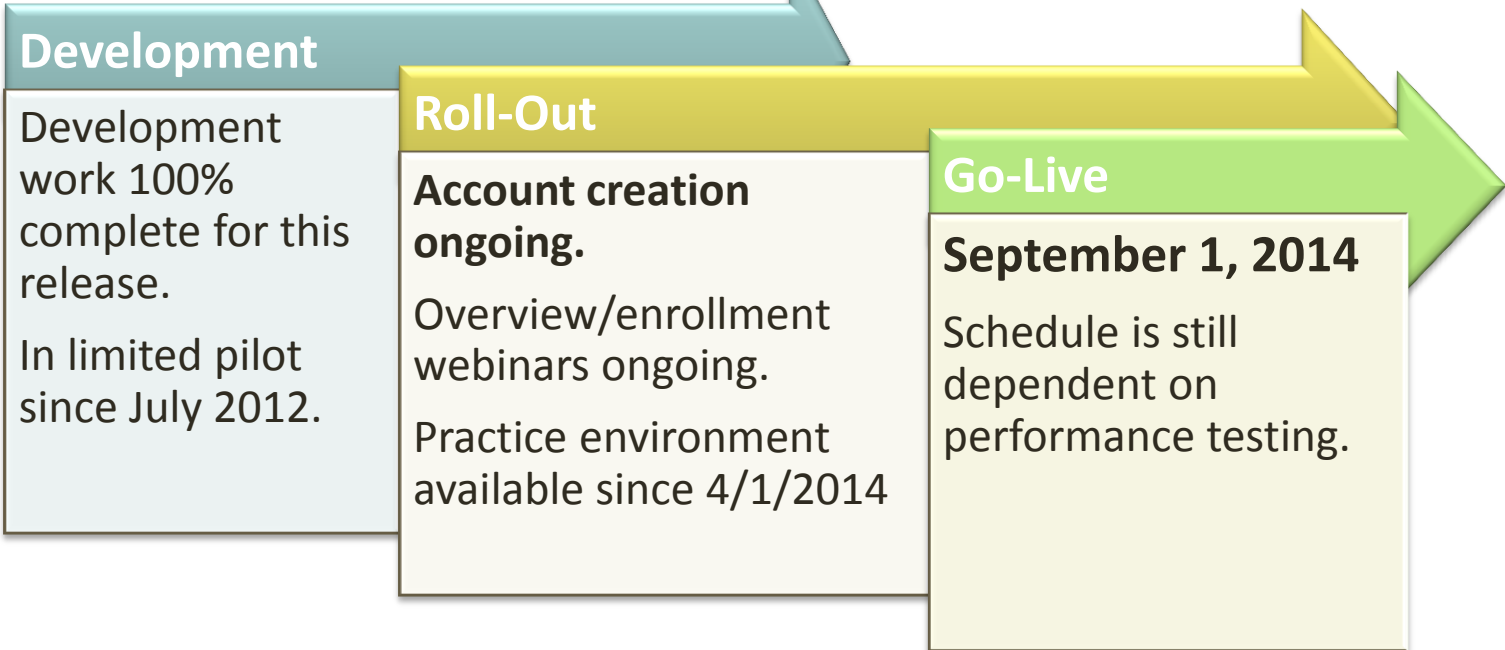 Development
Development
work 100%
complete for this
release.
In limited pilot
since July 2012.
Roll-Out
Account creation
ongoing.
Overview/enrollment
webinars ongoing.
Practice environment
available since 4/1/2014
Go-Live
September 1, 2014
Schedule is still
dependent on
performance testing.